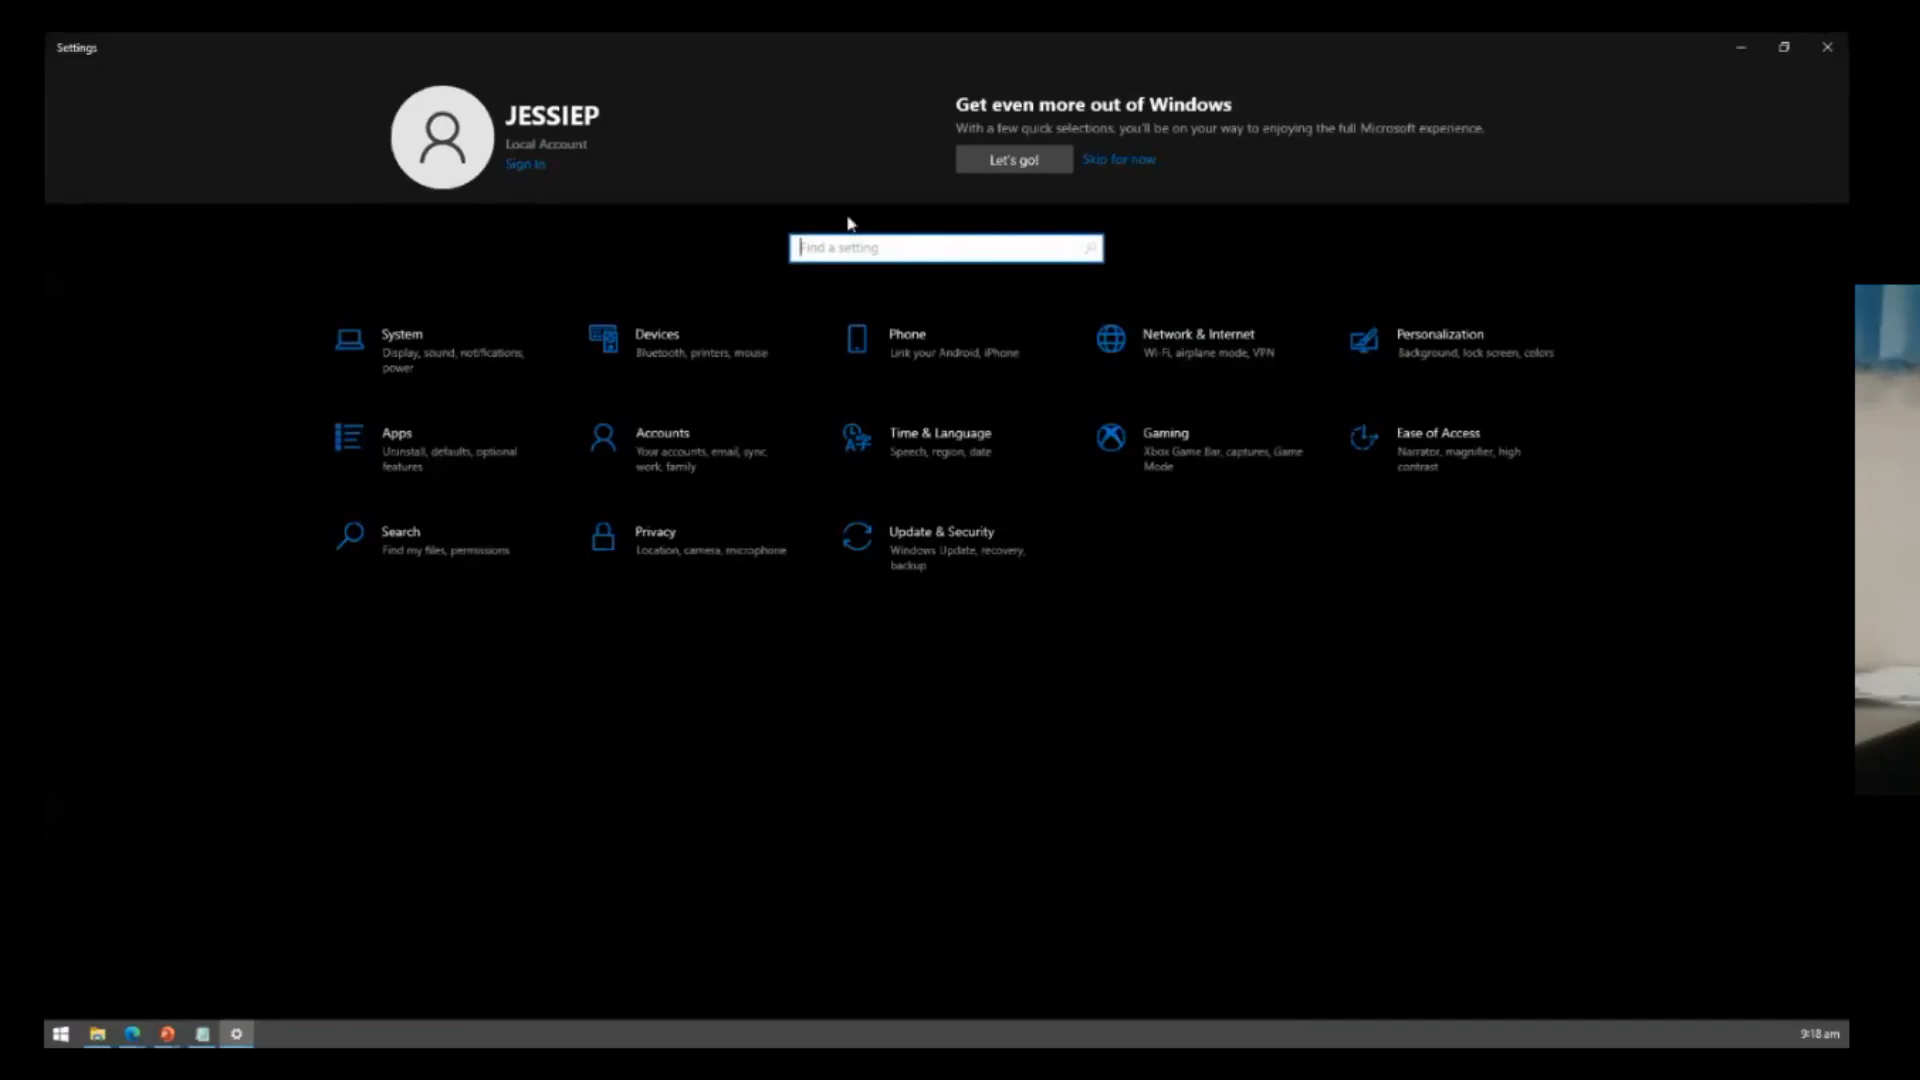 Settings
JESSIEP
Local Account
Sign In
Get even more out of Windows
With a few quick selections, you'll be on your way to enjoying the full Microsoft experience.
Let's go!
Skip for now
Find a setting
System
Display, sound, notifications,
power
Devices
Bluetooth, printers, mouse
Phone
Link your Android, iPhone
Network & Internet
Wi-Fi, airplane mode, VPN
Personalization
Background, lock screen, colors
Apps
Uninstall, defaults, optional
features
Accounts
Your accounts, email, sync,
work, family
Time & Language
Speech, region, date
Gaming
Xbox Game Bar, captures, Game
Mode
Ease of Access
Narrator, magnifier, high
contrast
Search
Find my files, permissions
Privacy
Location, camera, microphone
Update & Security
Windows Update, recovery,
backup
9:18 am